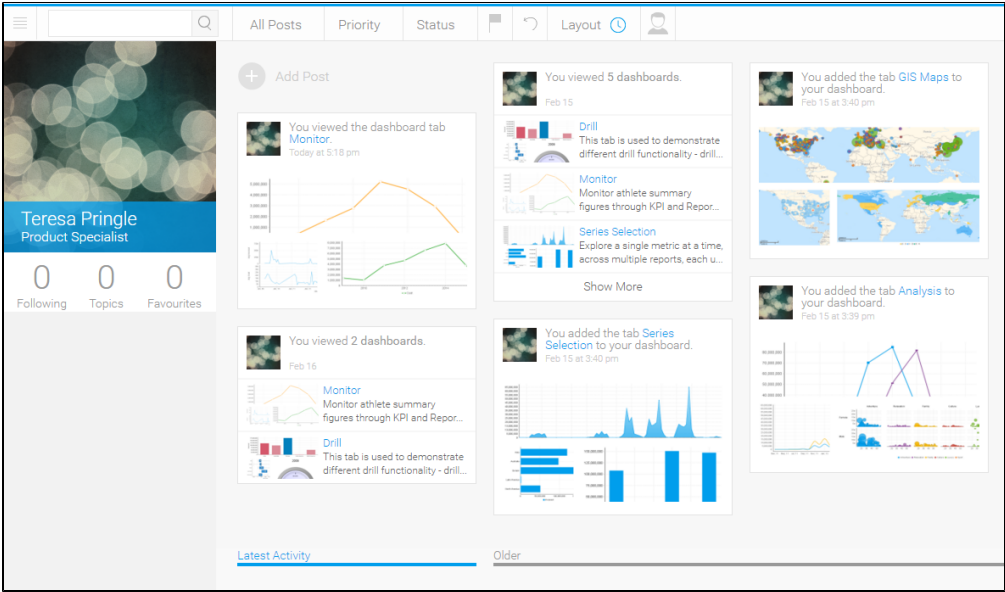 All Posts
Priority
Status
Layout
Teresa Pringle
Product Specialist
0 0 0
Following Topics Favourites
Add Post
You viewed the dashboard tab
Monitor.
Today at 5:18 pm
You viewed 2 dashboards.
Feb 16
Monitor
Monitor athlete summary
figures through KPI and Repor...
Drill
This tab is used to demonstrate
different drill functionality - drill...
You viewed 5 dashboards.
Feb 15
Drill
This tab is used to demonstrate
different drill functionality - drill...
Monitor
Monitor athlete summary
figures through KPI and Repor...
Series Selection
Explore a single metric at a time,
across multiple reports, each u...
Show More
You added the tab Series
Selection to your dashboard.
Feb 15 at 3:40 pm
You added the tab GIS Maps to
your dashboard.
Feb 15 at 3:40 pm
You added the tab Analysis to
your dashboard.
Feb 15 at 3:39 pm
Latest Activity
Older